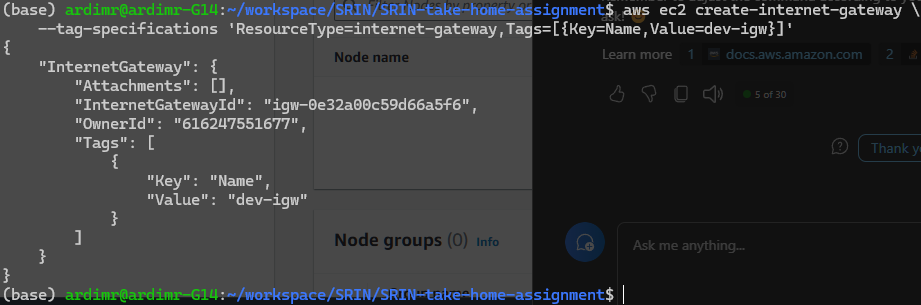 (base) ardimr@ardimr-G14:~/workspace/SRIN/SRIN-take-home-assignment$ aws ec2 create-internet-gateway \
    --tag-specifications 'ResourceType=internet-gateway,Tags=[{Key=Name,Value=dev-igw}]'
{
    "InternetGateway": {
        "Attachments": [],
        "InternetGatewayId": "igw-0e32a00c59d66a5f6",
        "OwnerId": "616247551677",
        "Tags": [
            {
                "Key": "Name",
                "Value": "dev-igw"
            }
        ]
    }
}
(base) ardimr@ardimr-G14:~/workspace/SRIN/SRIN-take-home-assignment$
Node name
Node groups (0) Info
ask!
Learn more 1 docs.aws.amazon.com 2
5 of 30
Thank yo
Ask me anything...